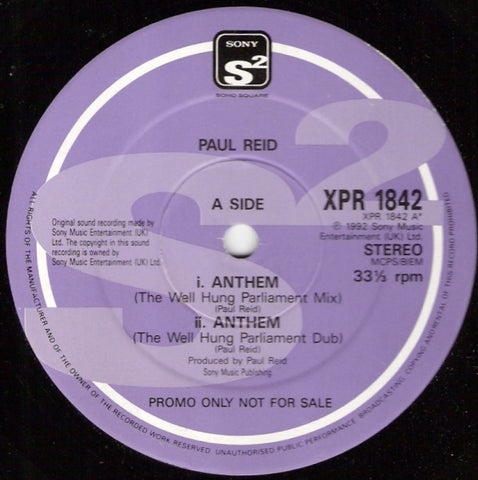 SONY
S2
SOHO SQUARE
PAUL REID
A SIDE
XPR 1842
XPR 1842 A*
℗ 1992 Sony Music
Entertainment (UK) Ltd.
STEREO
MCPS/BIEM
33⅓ rpm
Original sound recording made by
Sony Music Entertainment (UK)
Ltd. The copyright in this sound
recording is owned by
Sony Music Entertainment (UK) Ltd.
i. ANTHEM
(The Well Hung Parliament Mix)
(Paul Reid)
ii. ANTHEM
(The Well Hung Parliament Dub)
(Paul Reid)
Produced by Paul Reid
Sony Music Publishing
PROMO ONLY NOT FOR SALE
ALL RIGHTS OF THE MANUFACTURER AND OF THE OWNER OF THE RECORDED WORK RESERVED. UNAUTHORISED PUBLIC PERFORMANCE, BROADCASTING, COPYING AND RENTAL OF THIS RECORD PROHIBITED.
S2